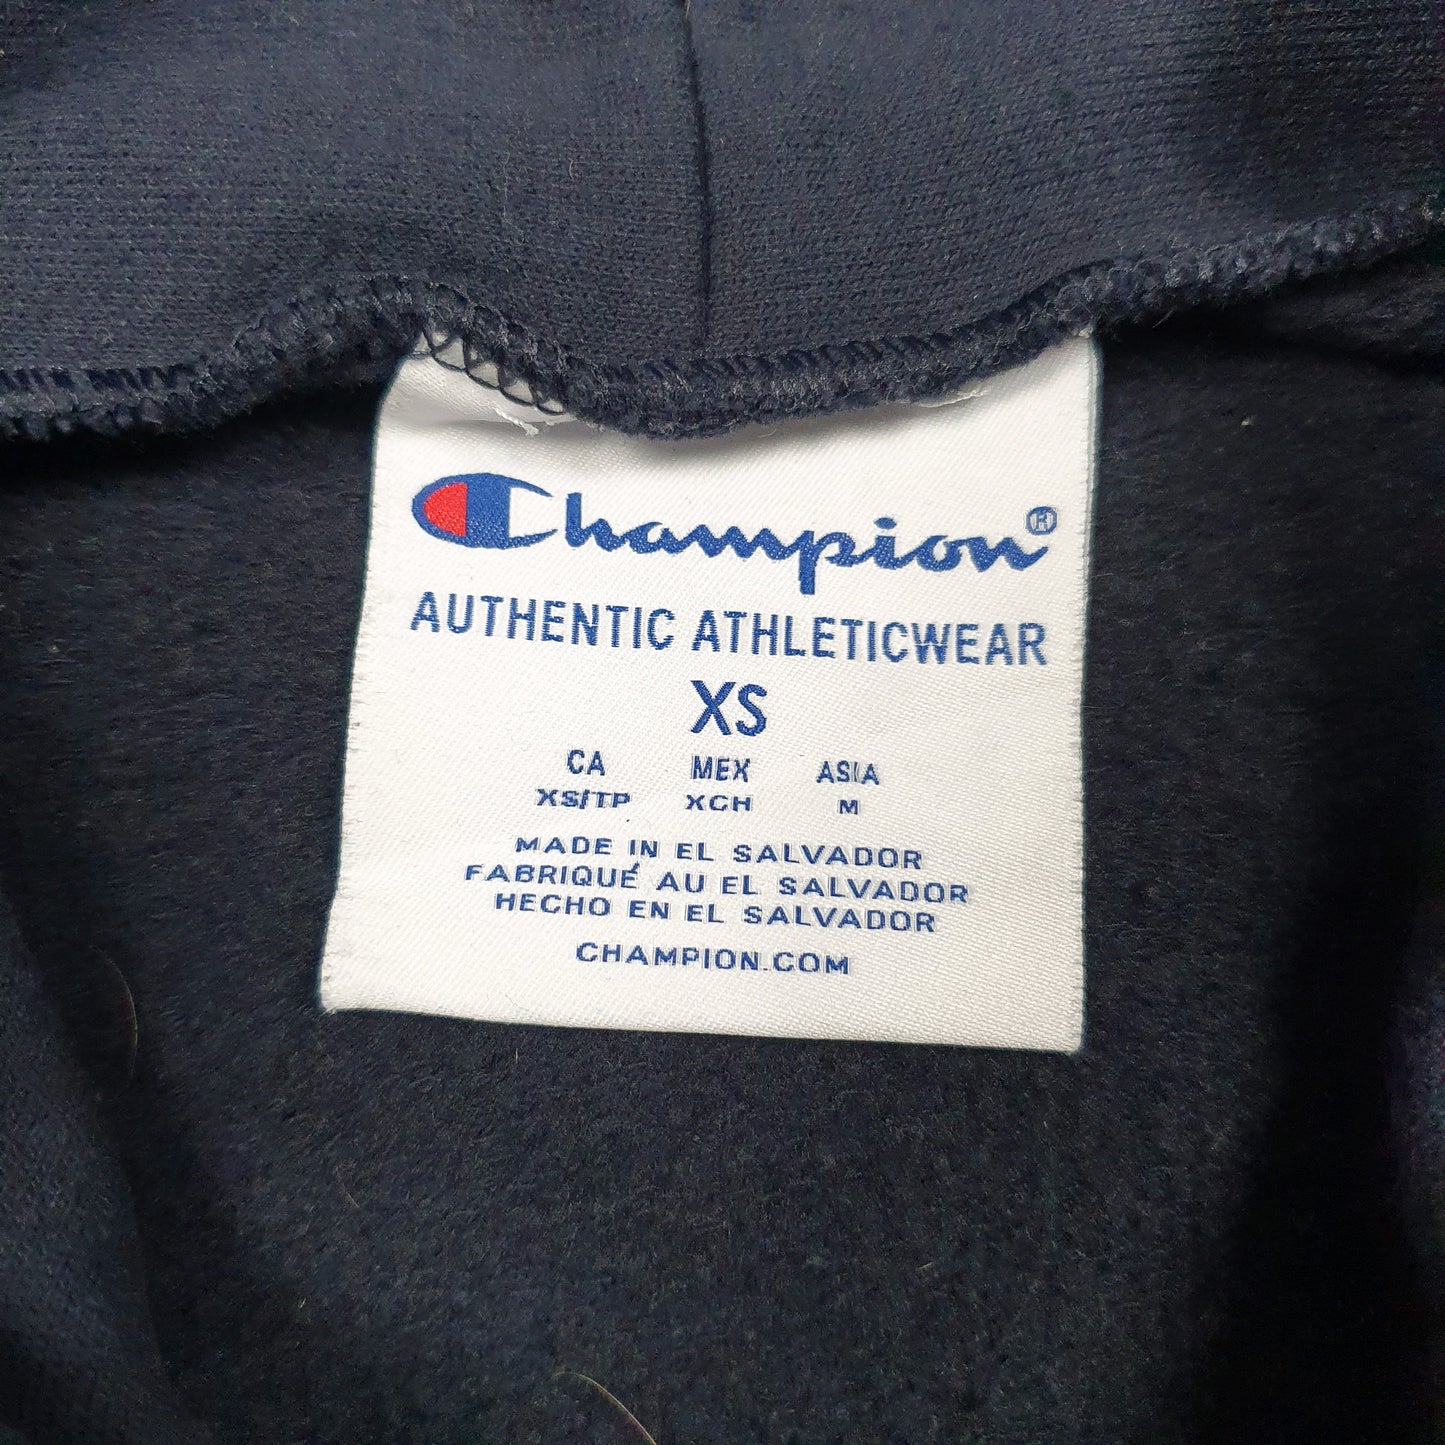 Champion®
AUTHENTIC ATHLETICWEAR
XS
CA MEX ASIA
XS/TP XCH M
MADE IN EL SALVADOR
FABRIQUÉ AU EL SALVADOR
HECHO EN EL SALVADOR
CHAMPION.COM